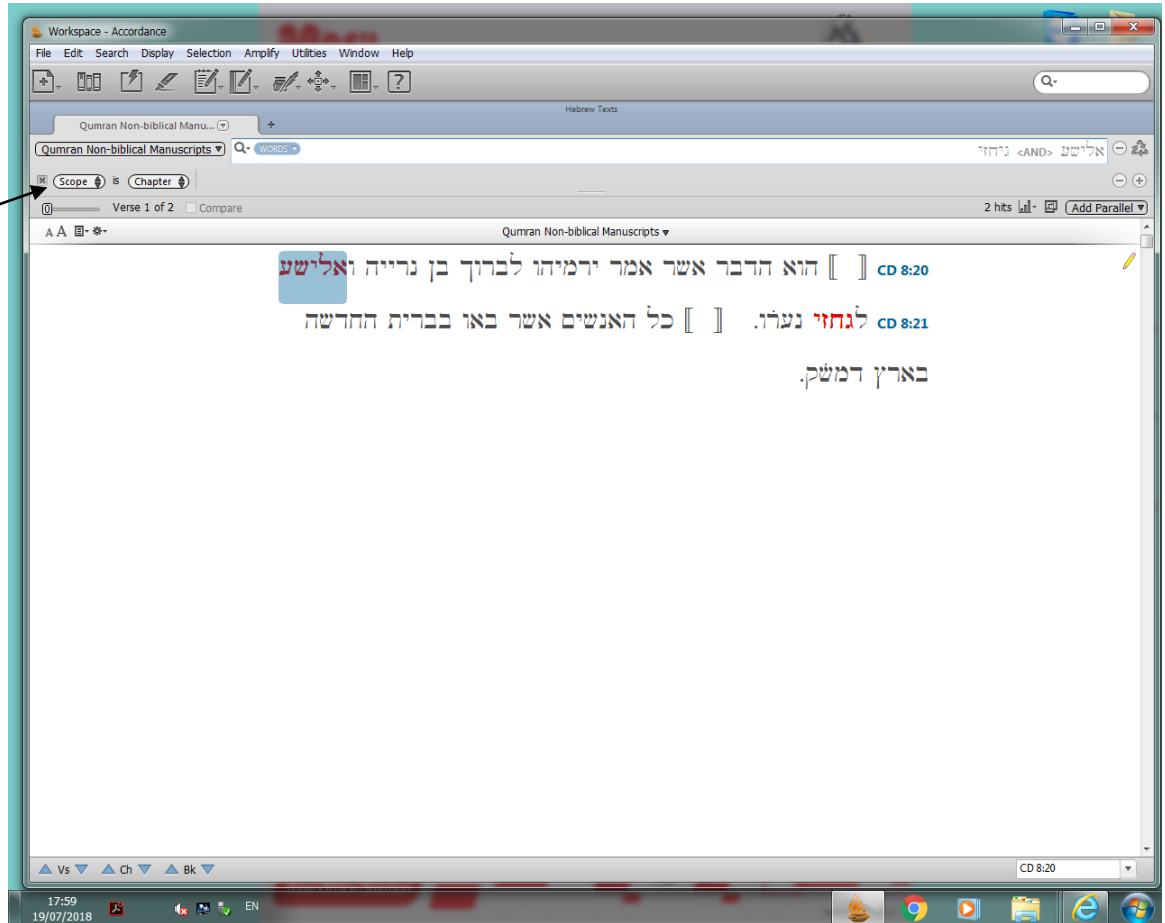 Workspace - Accordance
File Edit Search Display Selection Amplify Utilities Window Help
Hebrew Texts
Qumran Non-biblical Manu...
+
Qumran Non-biblical Manuscripts
WORDS
אלישע <AND> גיחזי
Scope is Chapter
Verse 1 of 2 Compare
2 hits
Add Parallel
A A
Qumran Non-biblical Manuscripts
CD 8:20 [ ] הוא הדבר אשר אמר ירמיהו לברוך בן נרייה ואלישע
CD 8:21 לגחזי נערו. [ ] כל האנשים אשר באו בברית החדשה
בארץ דמשק.
Vs Ch Bk
CD 8:20
17:59
19/07/2018
EN